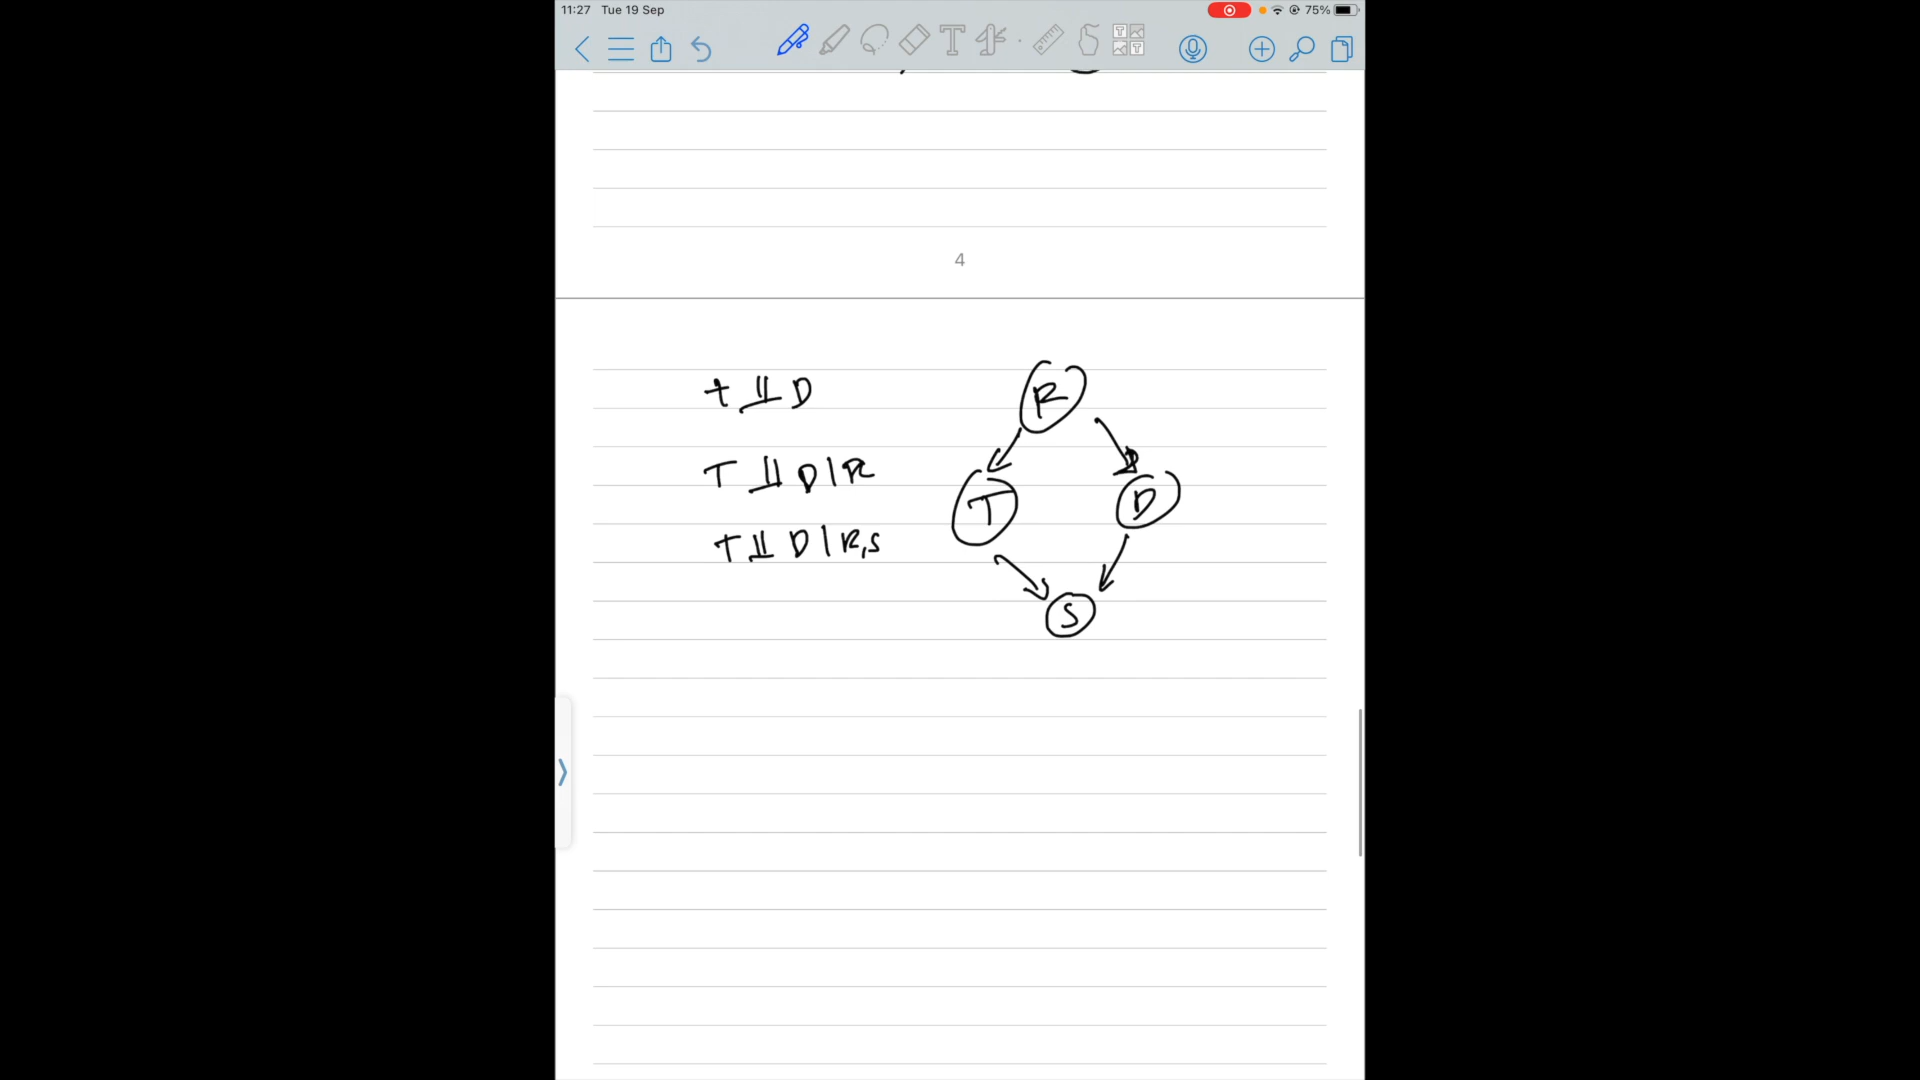 11:27 Tue 19 Sep 75%
4
t ⫫ D
T ⫫ D | R
T ⫫ D | R,S
R
T D
S